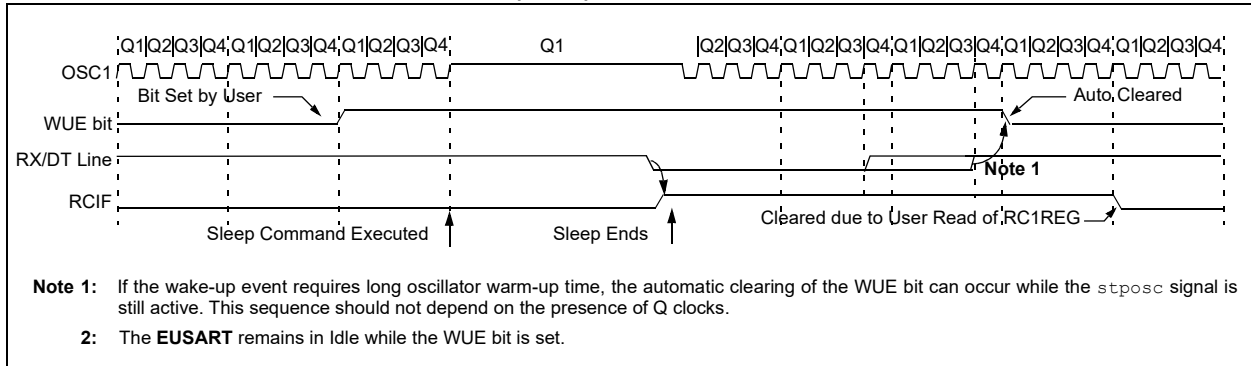 Q1 Q2 Q3 Q4 Q1 Q2 Q3 Q4 Q1 Q2 Q3 Q4 Q1 Q2 Q3 Q4 Q1 Q2 Q3 Q4 Q1 Q2 Q3 Q4 Q1 Q2 Q3 Q4 Q1 Q2 Q3 Q4
OSC1
Bit Set by User Auto Cleared
WUE bit
RX/DT Line
Note 1
RCIF
Cleared due to User Read of RC1REG
Sleep Command Executed Sleep Ends
Note 1: If the wake-up event requires long oscillator warm-up time, the automatic clearing of the WUE bit can occur while the stposc signal is
still active. This sequence should not depend on the presence of Q clocks.
2: The EUSART remains in Idle while the WUE bit is set.